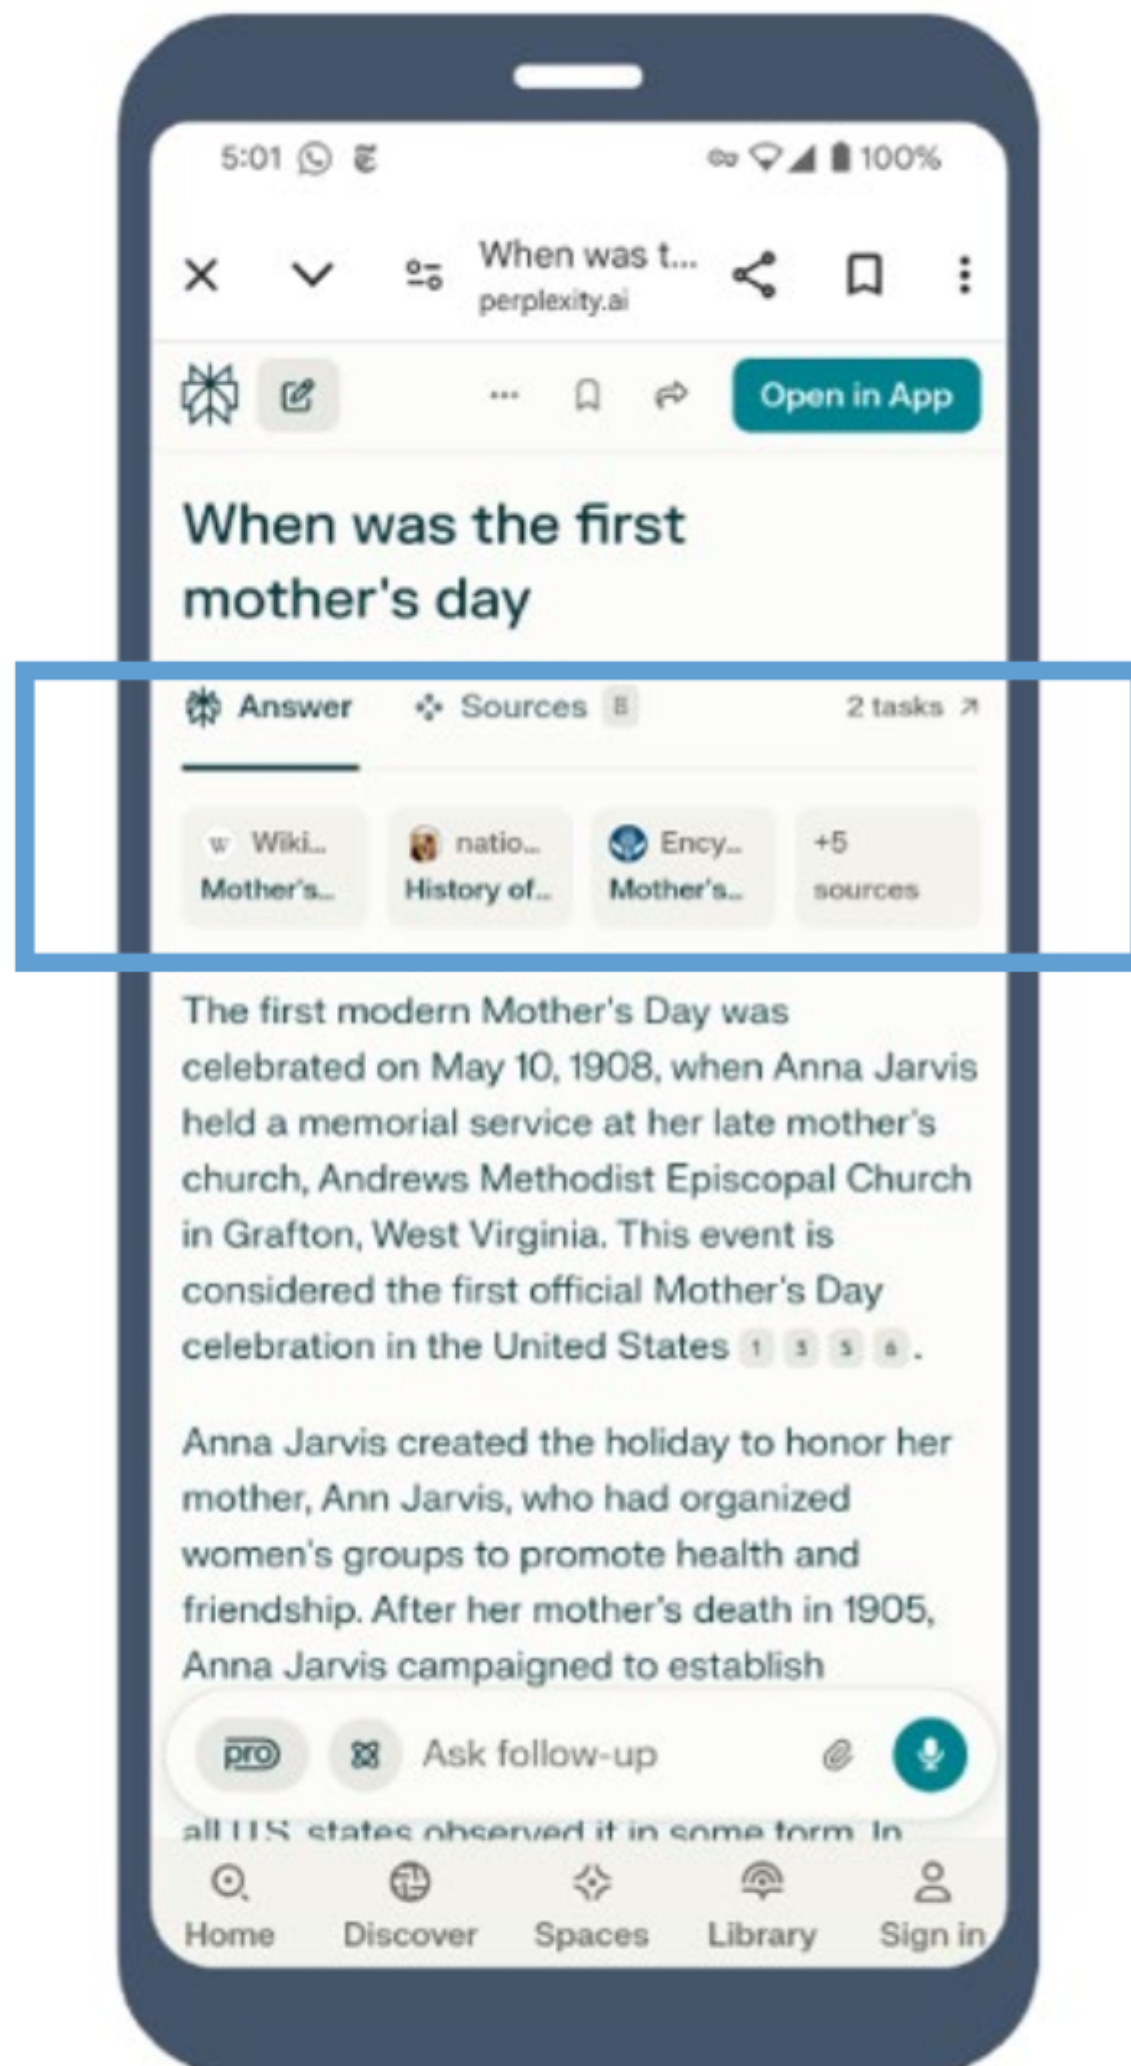 5:01 100%
When was t...
perplexity.ai
Open in App
When was the first
mother's day
Answer Sources 8 2 tasks
W Wiki... natio... Ency... +5
Mother's... History of... Mother's... sources
The first modern Mother's Day was
celebrated on May 10, 1908, when Anna Jarvis
held a memorial service at her late mother's
church, Andrews Methodist Episcopal Church
in Grafton, West Virginia. This event is
considered the first official Mother's Day
celebration in the United States 1 3 5 6 .
Anna Jarvis created the holiday to honor her
mother, Ann Jarvis, who had organized
women's groups to promote health and
friendship. After her mother's death in 1905,
Anna Jarvis campaigned to establish
pro Ask follow-up
all U.S. states observed it in some form. In
Home Discover Spaces Library Sign in